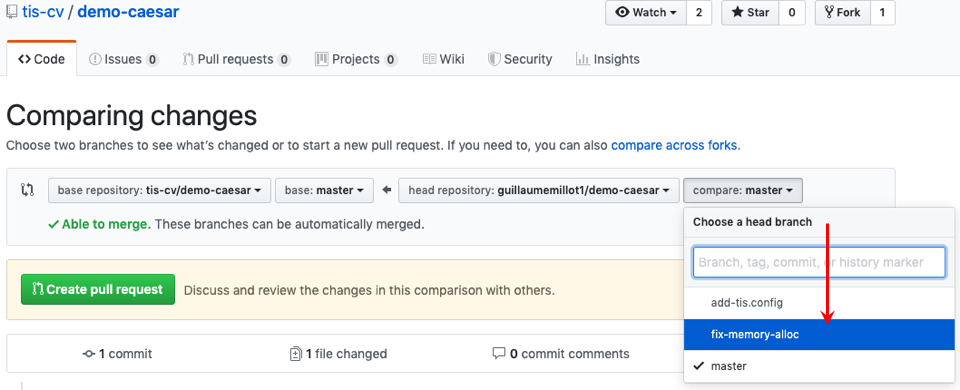 tis-cv / demo-caesar
Watch 2 Star 0 Fork 1
Code Issues 0 Pull requests 0 Projects 0 Wiki Security Insights
Comparing changes
Choose two branches to see what's changed or to start a new pull request. If you need to, you can also compare across forks.
base repository: tis-cv/demo-caesar base: master head repository: guillaumemillot1/demo-caesar compare: master
Able to merge. These branches can be automatically merged.
Choose a head branch
Branch, tag, commit, or history marker
add-tis.config
fix-memory-alloc
master
Create pull request Discuss and review the changes in this comparison with others.
1 commit 1 file changed 0 commit comments